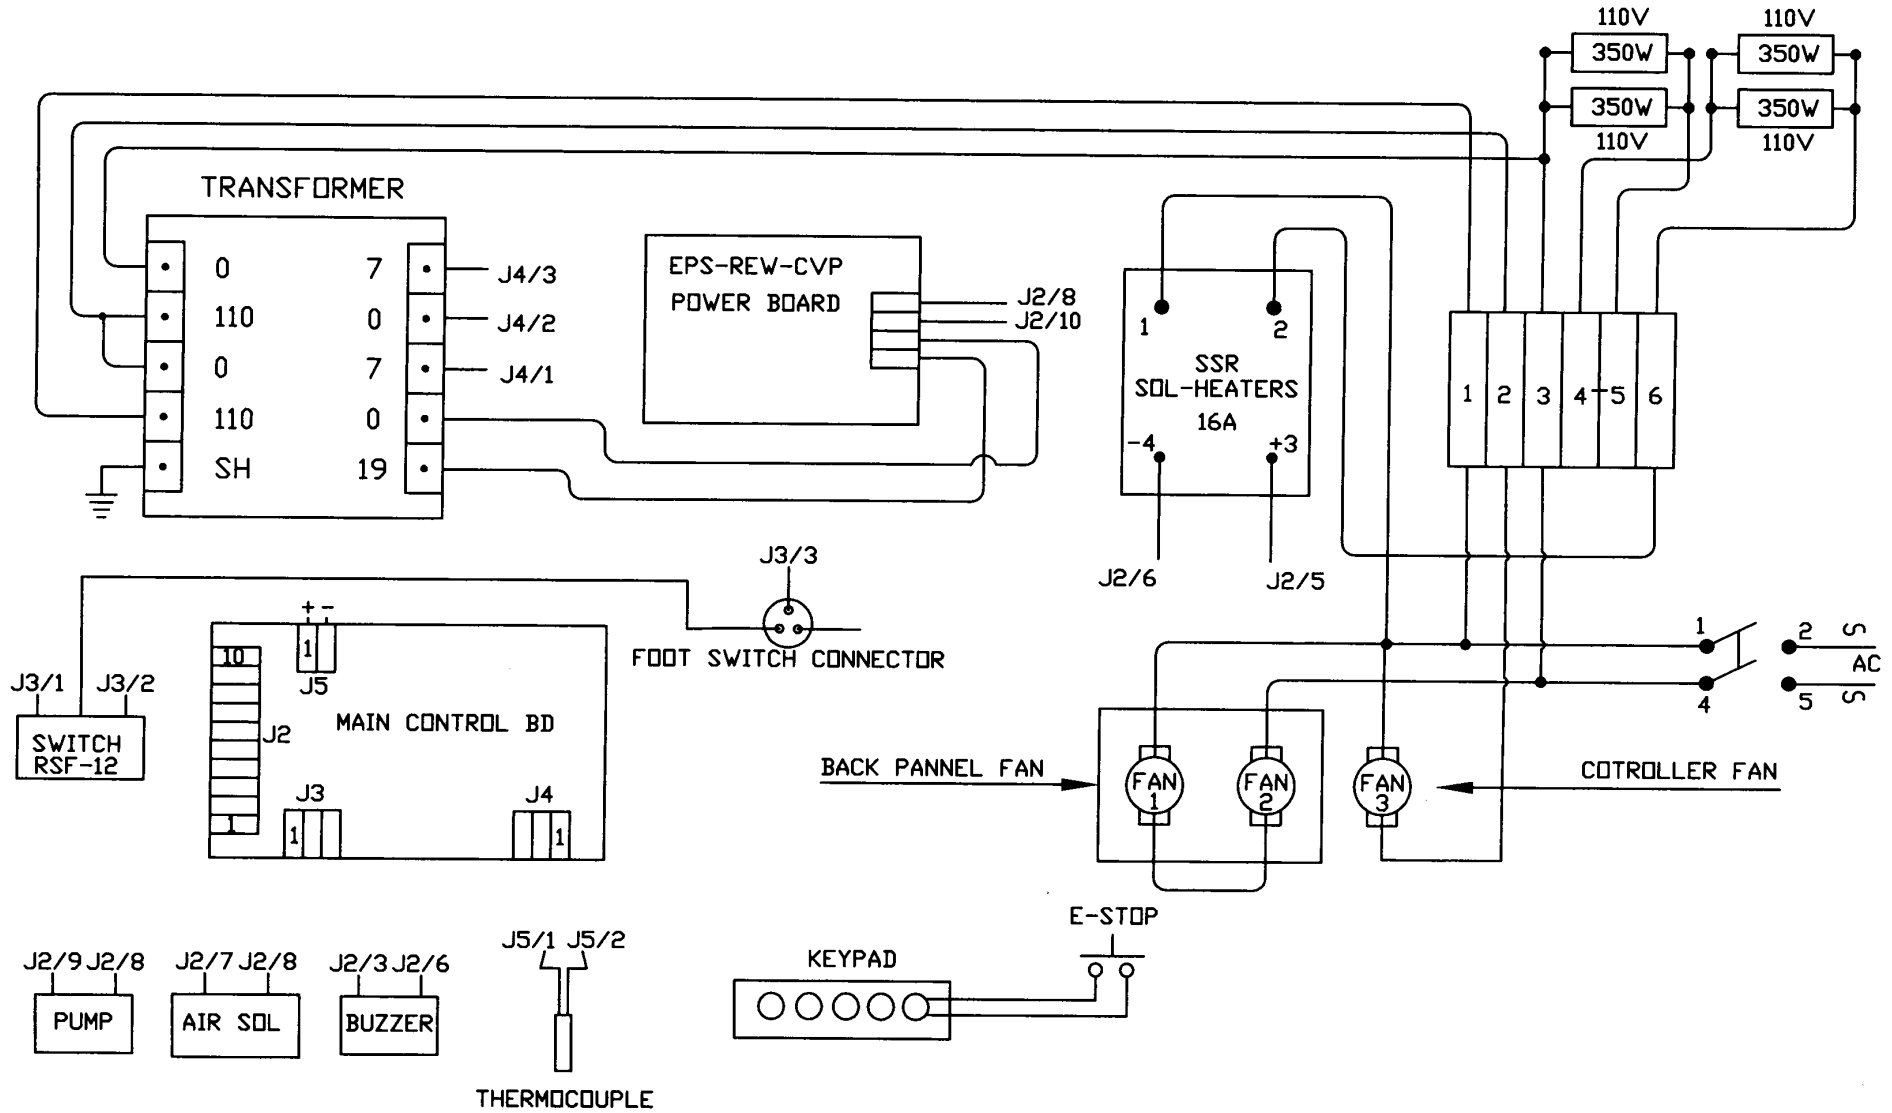 110V 110V
350W 350W
350W 350W
110V 110V
TRANSFORMER
0 7 J4/3
110 0 J4/2
0 7 J4/1
110 0
SH 19
EPS-REW-CVP
POWER BOARD
J2/8
J2/10
1 2
SSR
SOL-HEATERS
16A
-4 +3
J2/6 J2/5
1 2 3 4 5 6
J3/3
FOOT SWITCH CONNECTOR
J3/1 J3/2
SWITCH
RSF-12
+ -
10 1
J5
J2
MAIN CONTROL BD
1
J3
1
J4
1
1 2 S
AC
4 5 S
BACK PANNEL FAN
FAN
1
FAN
2
FAN
3
COTROLLER FAN
E-STOP
KEYPAD
J2/9 J2/8
PUMP
J2/7 J2/8
AIR SOL
J2/3 J2/6
BUZZER
J5/1 J5/2
THERMOCOUPLE